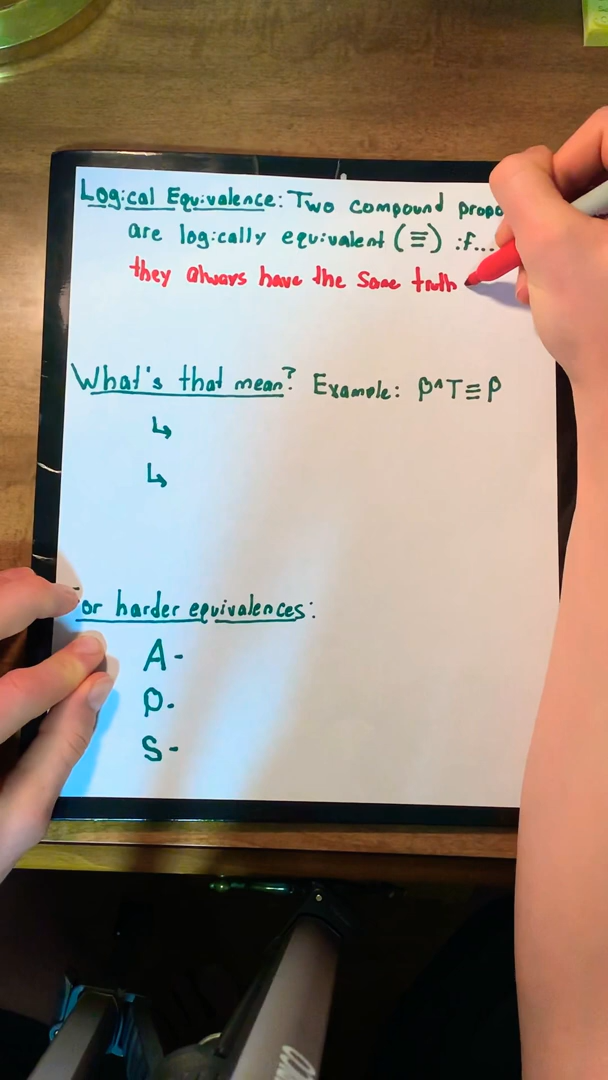 Logical Equivalence: Two compound propo
are logically equivalent (≡) if...
they always have the same truth
What's that mean? Example: p^T≡p
↳
↳
For harder equivalences:
A-
P-
S-